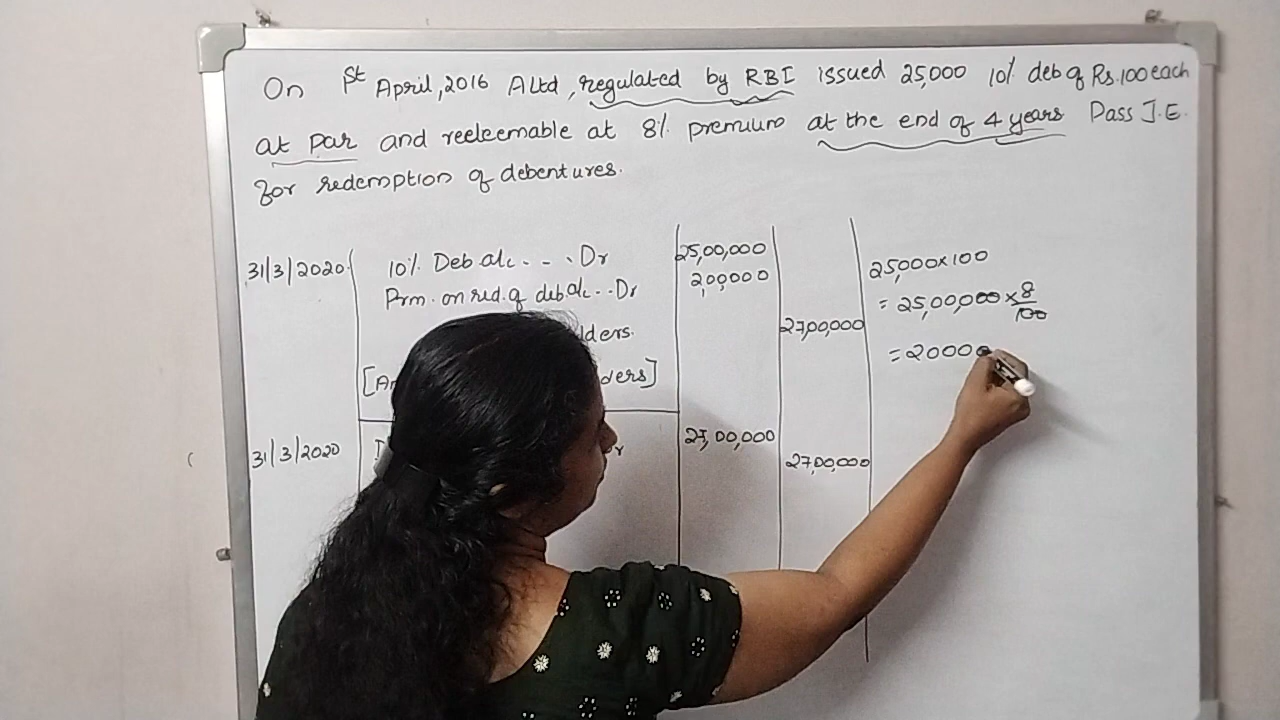 On 1st April, 2016 A Ltd, regulated by RBI issued 25,000 10% deb of Rs.100 each
at par and redeemable at 8% premium at the end of 4 years Pass J.E.
for redemption of debentures.
31/3/2020 10% Deb a/c - - . Dr 25,00,000
Prm. on red. of deb a/c . . Dr 2,00,000
lders. 27,00,000
[A ders]
31/3/2020 27,00,000
27,00,000
25,000 x 100
= 25,00,000 x 8/100
= 20000